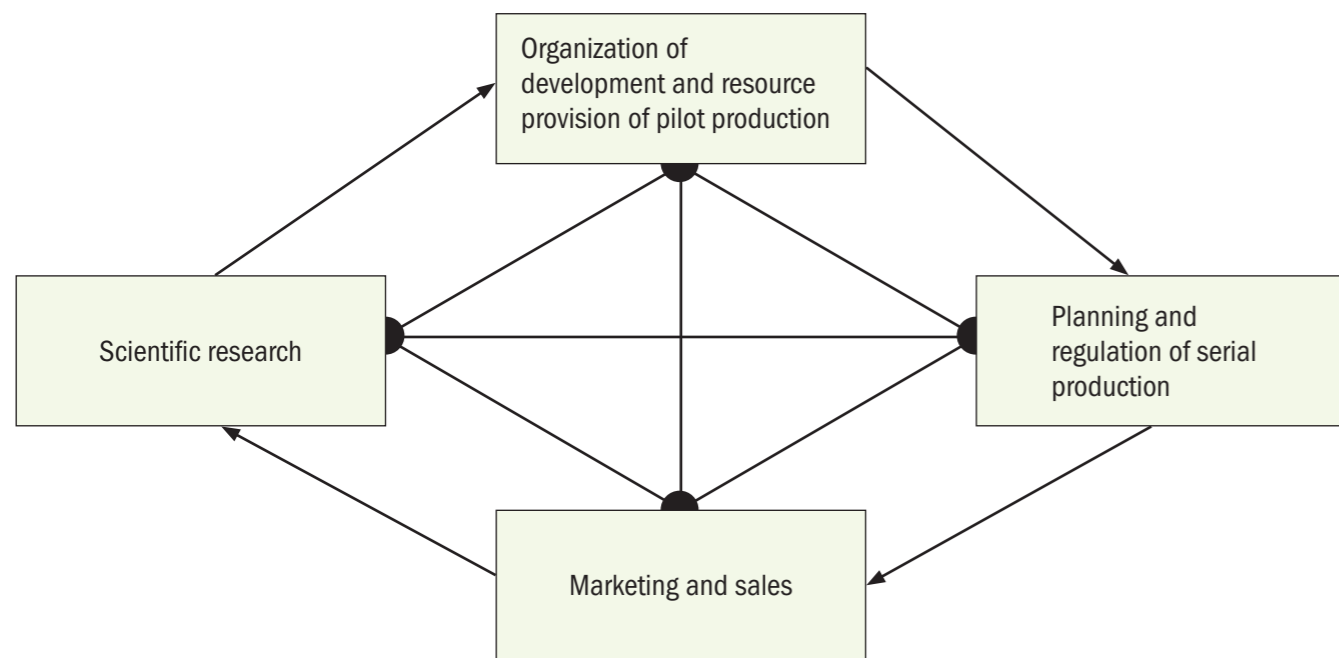 Organization of
development and resource
provision of pilot production
Scientific research
Planning and
regulation of serial
production
Marketing and sales